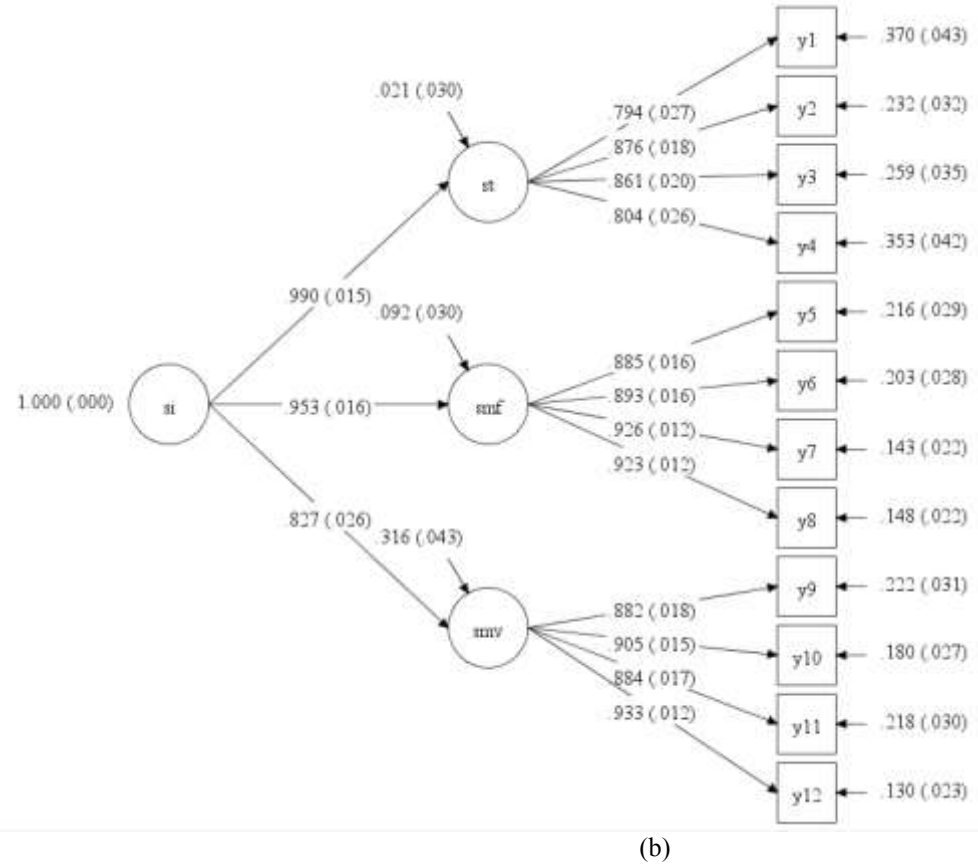 y1
.370 (.043)
.021 (.030)
.794 (.027)
y2
.232 (.032)
.876 (.018)
st
.861 (.020)
y3
.259 (.035)
.804 (.026)
y4
.353 (.042)
.990 (.015)
.092 (.030)
y5
.216 (.029)
.885 (.016)
.893 (.016)
y6
.203 (.028)
1.000 (.000)
si
.953 (.016)
smf
.926 (.012)
y7
.143 (.022)
.923 (.012)
y8
.148 (.022)
.827 (.026)
.316 (.043)
y9
.222 (.031)
.882 (.018)
smv
.905 (.015)
y10
.180 (.027)
.884 (.017)
.933 (.012)
y11
.218 (.030)
y12
.130 (.023)
(b)